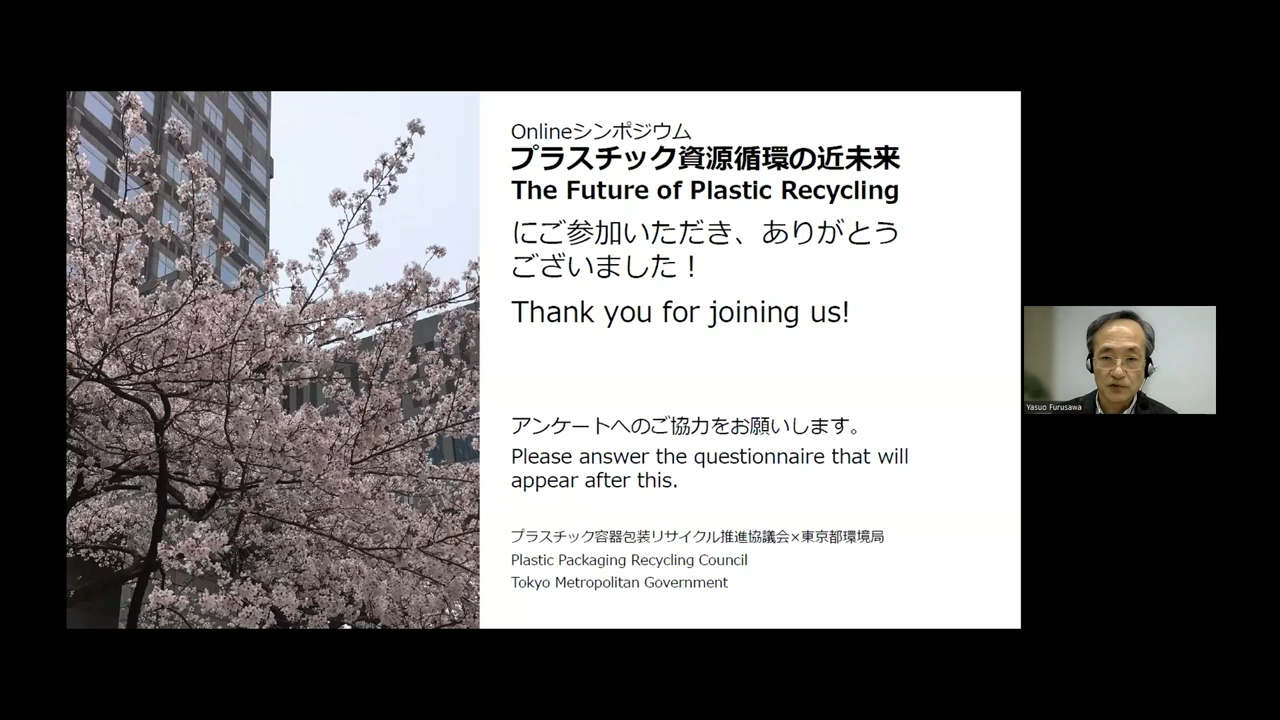 Onlineシンポジウム
プラスチック資源循環の近未来
The Future of Plastic Recycling
にご参加いただき、ありがとう
ございました！
Thank you for joining us!
アンケートへのご協力をお願いします。
Please answer the questionnaire that will
appear after this.
プラスチック容器包装リサイクル推進協議会×東京都環境局
Plastic Packaging Recycling Council
Tokyo Metropolitan Government
Yasuo Furusawa